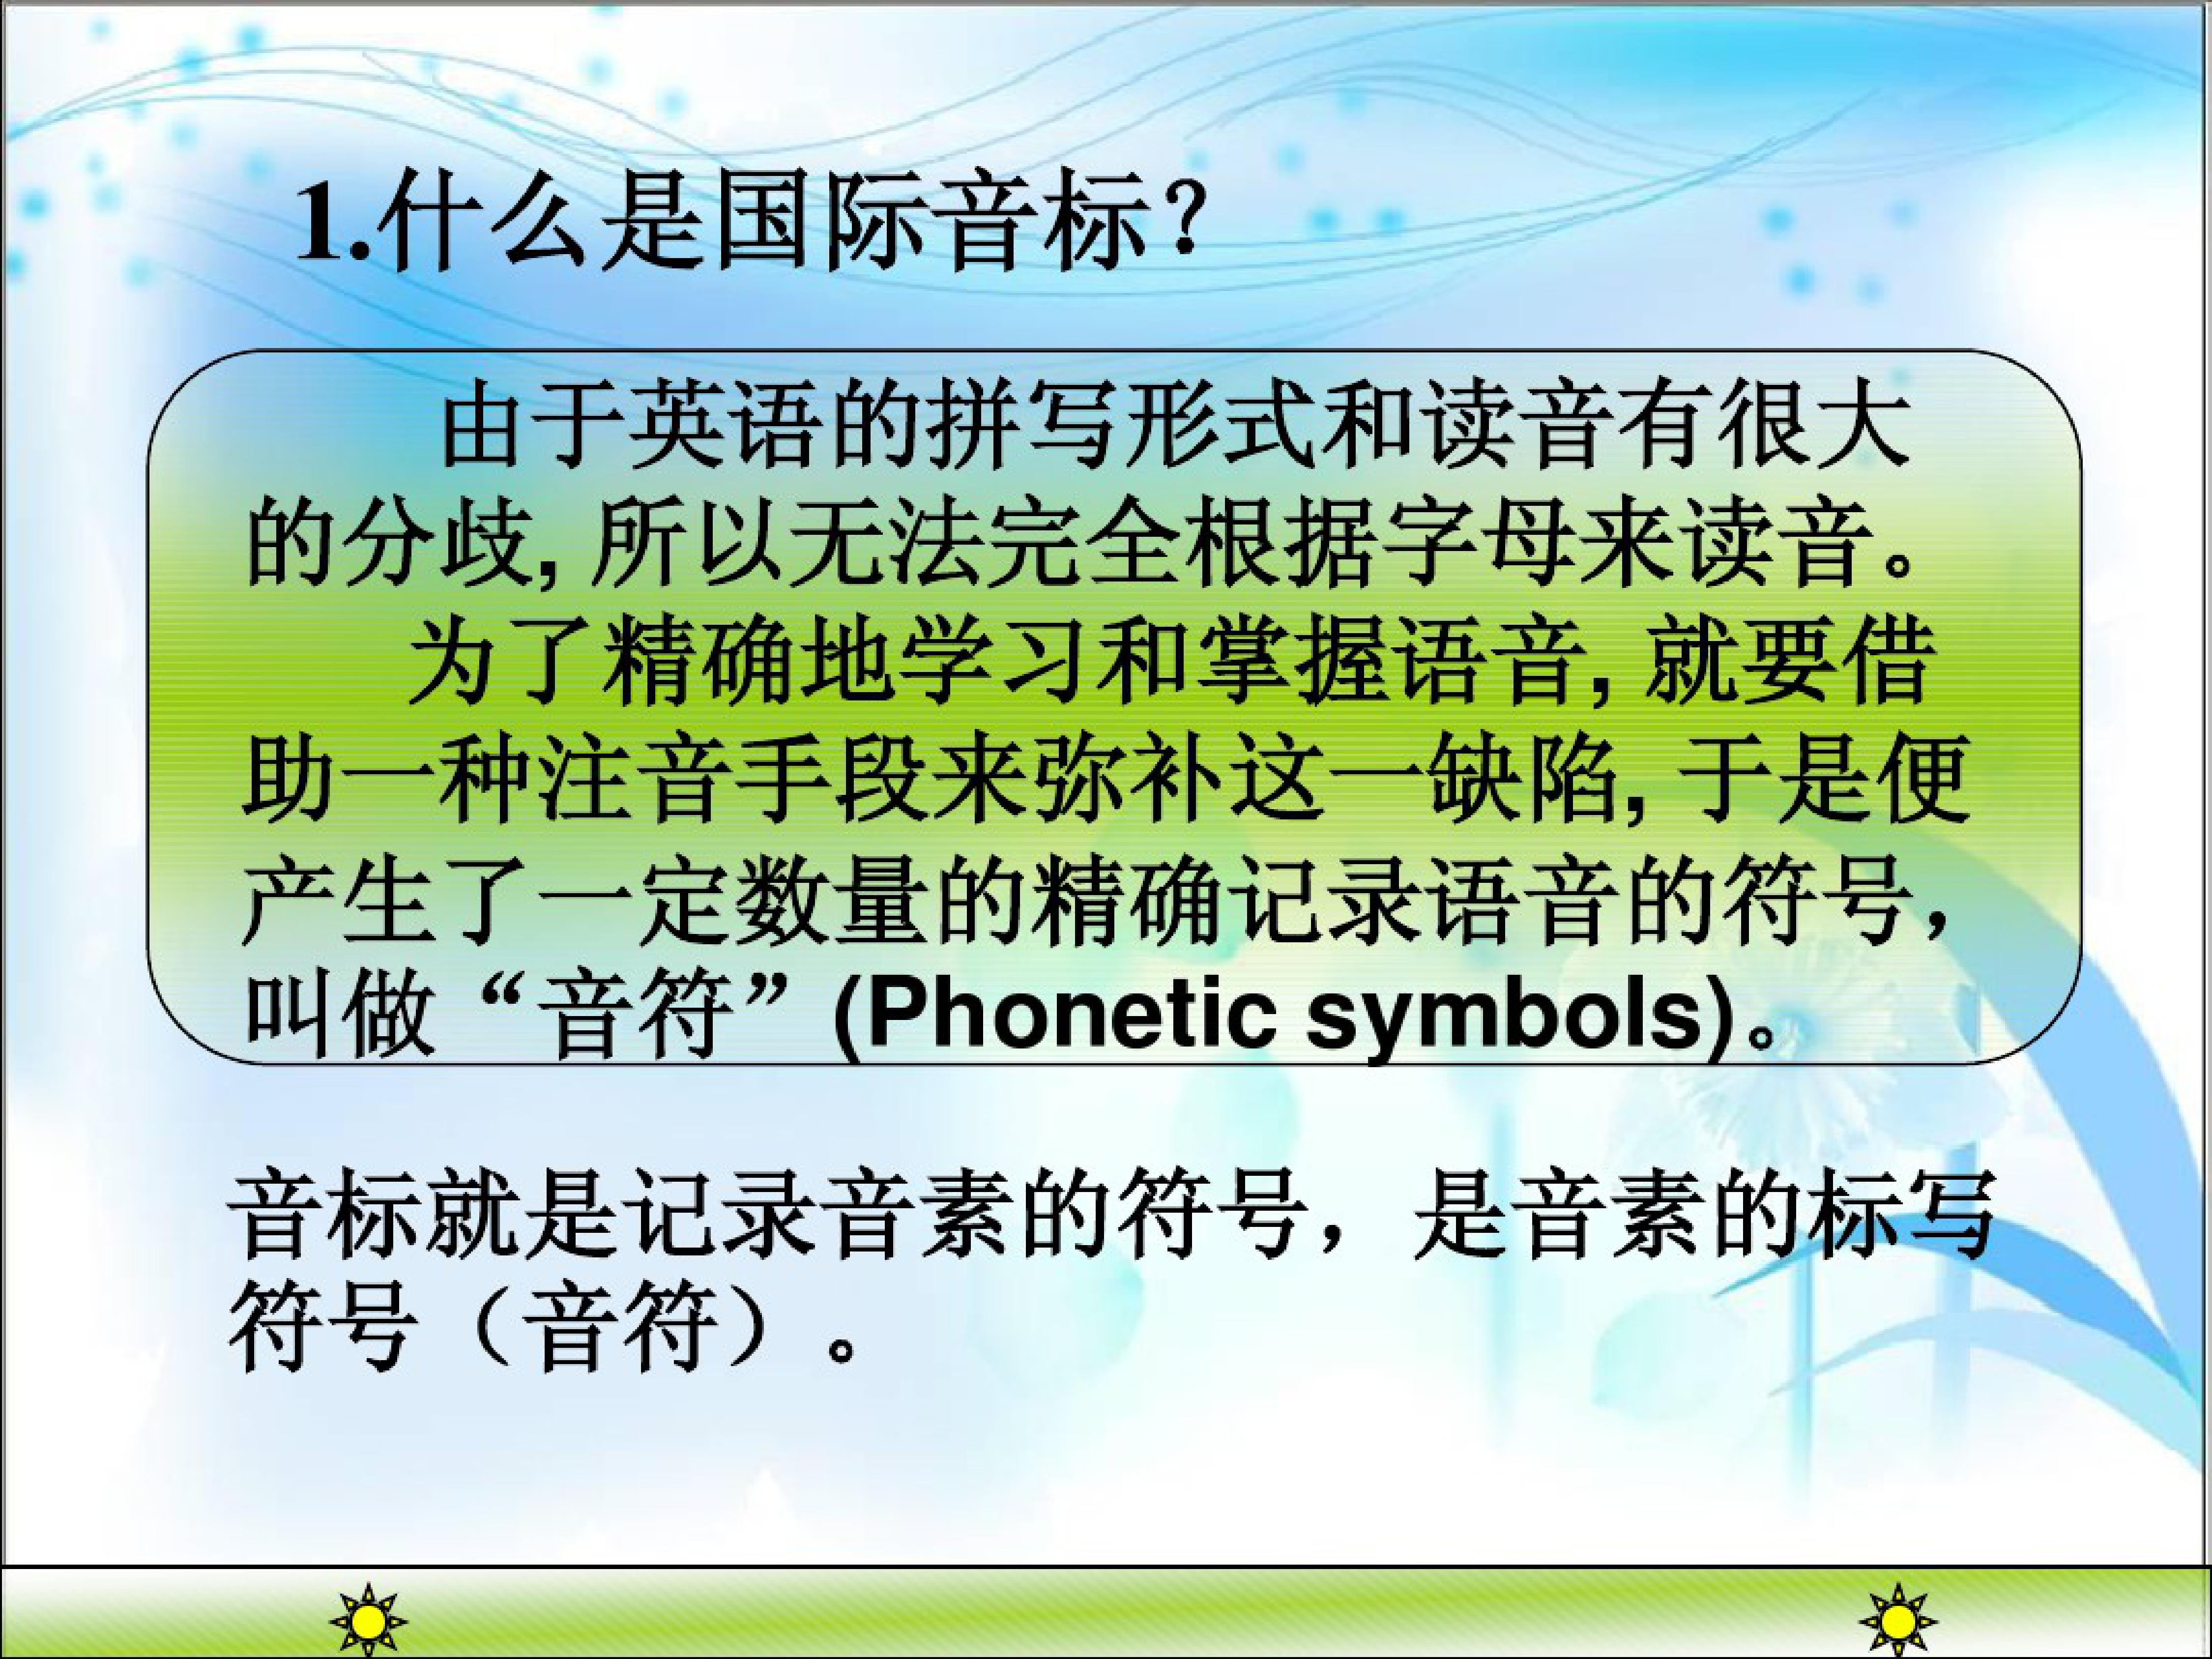 1.什么是国际音标？
由于英语的拼写形式和读音有很大
的分歧, 所以无法完全根据字母来读音。
为了精确地学习和掌握语音, 就要借
助一种注音手段来弥补这一缺陷, 于是便
产生了一定数量的精确记录语音的符号，
叫做“音符”(Phonetic symbols)。
音标就是记录音素的符号，是音素的标写
符号（音符）。